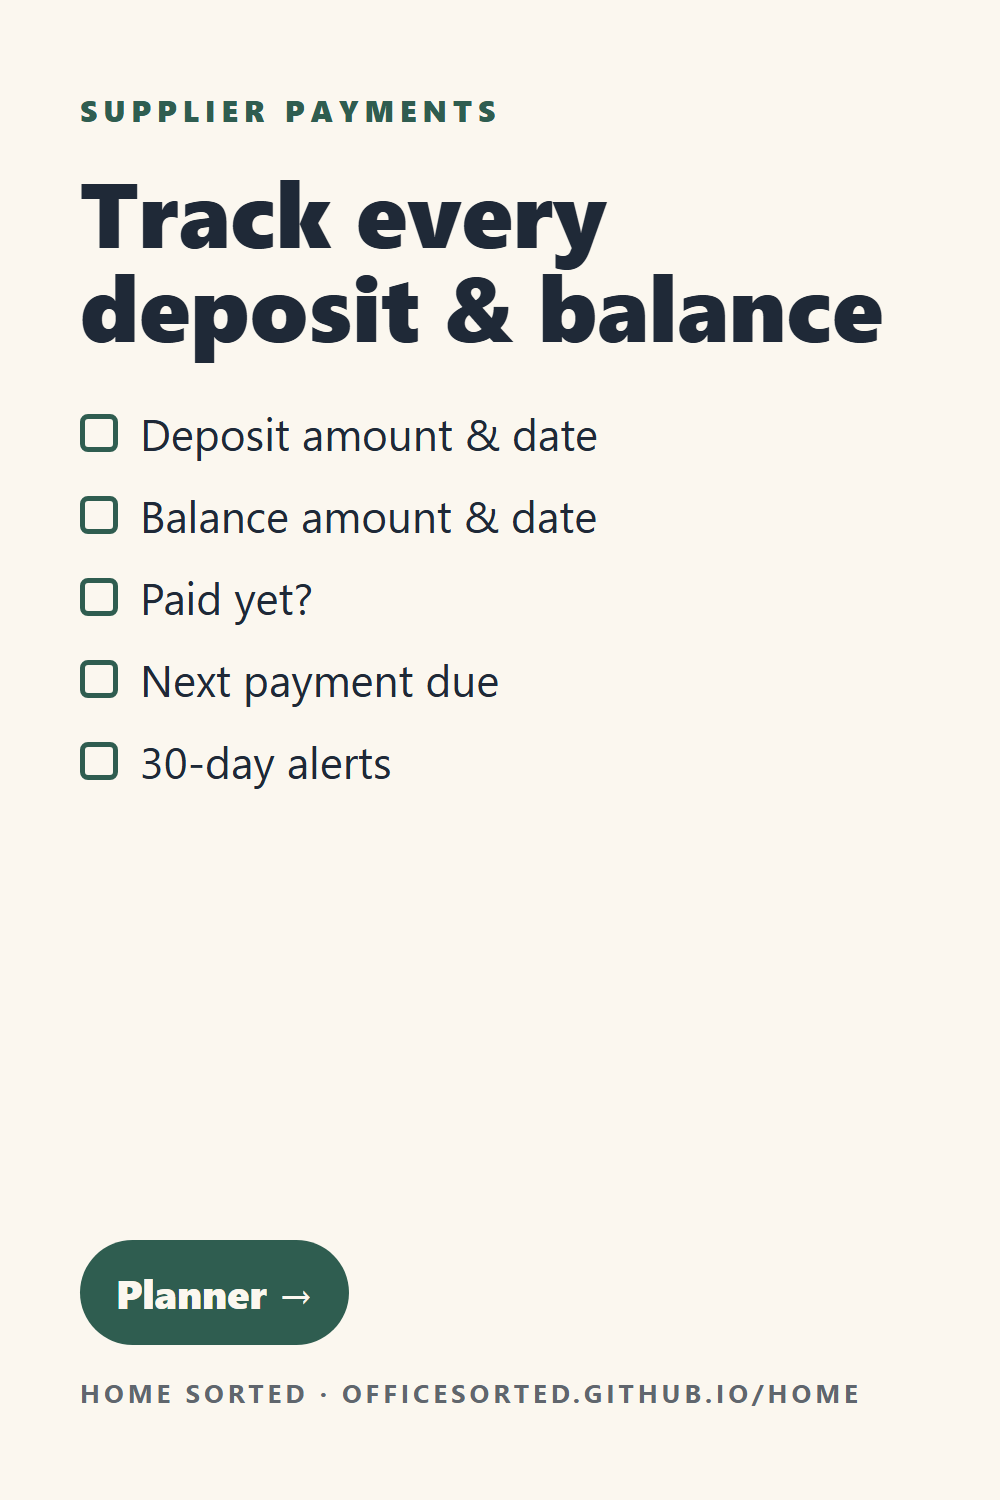 SUPPLIER PAYMENTS
Track every
deposit & balance
Deposit amount & date
Balance amount & date
Paid yet?
Next payment due
30-day alerts
Planner →
HOME SORTED · OFFICESORTED.GITHUB.IO/HOME